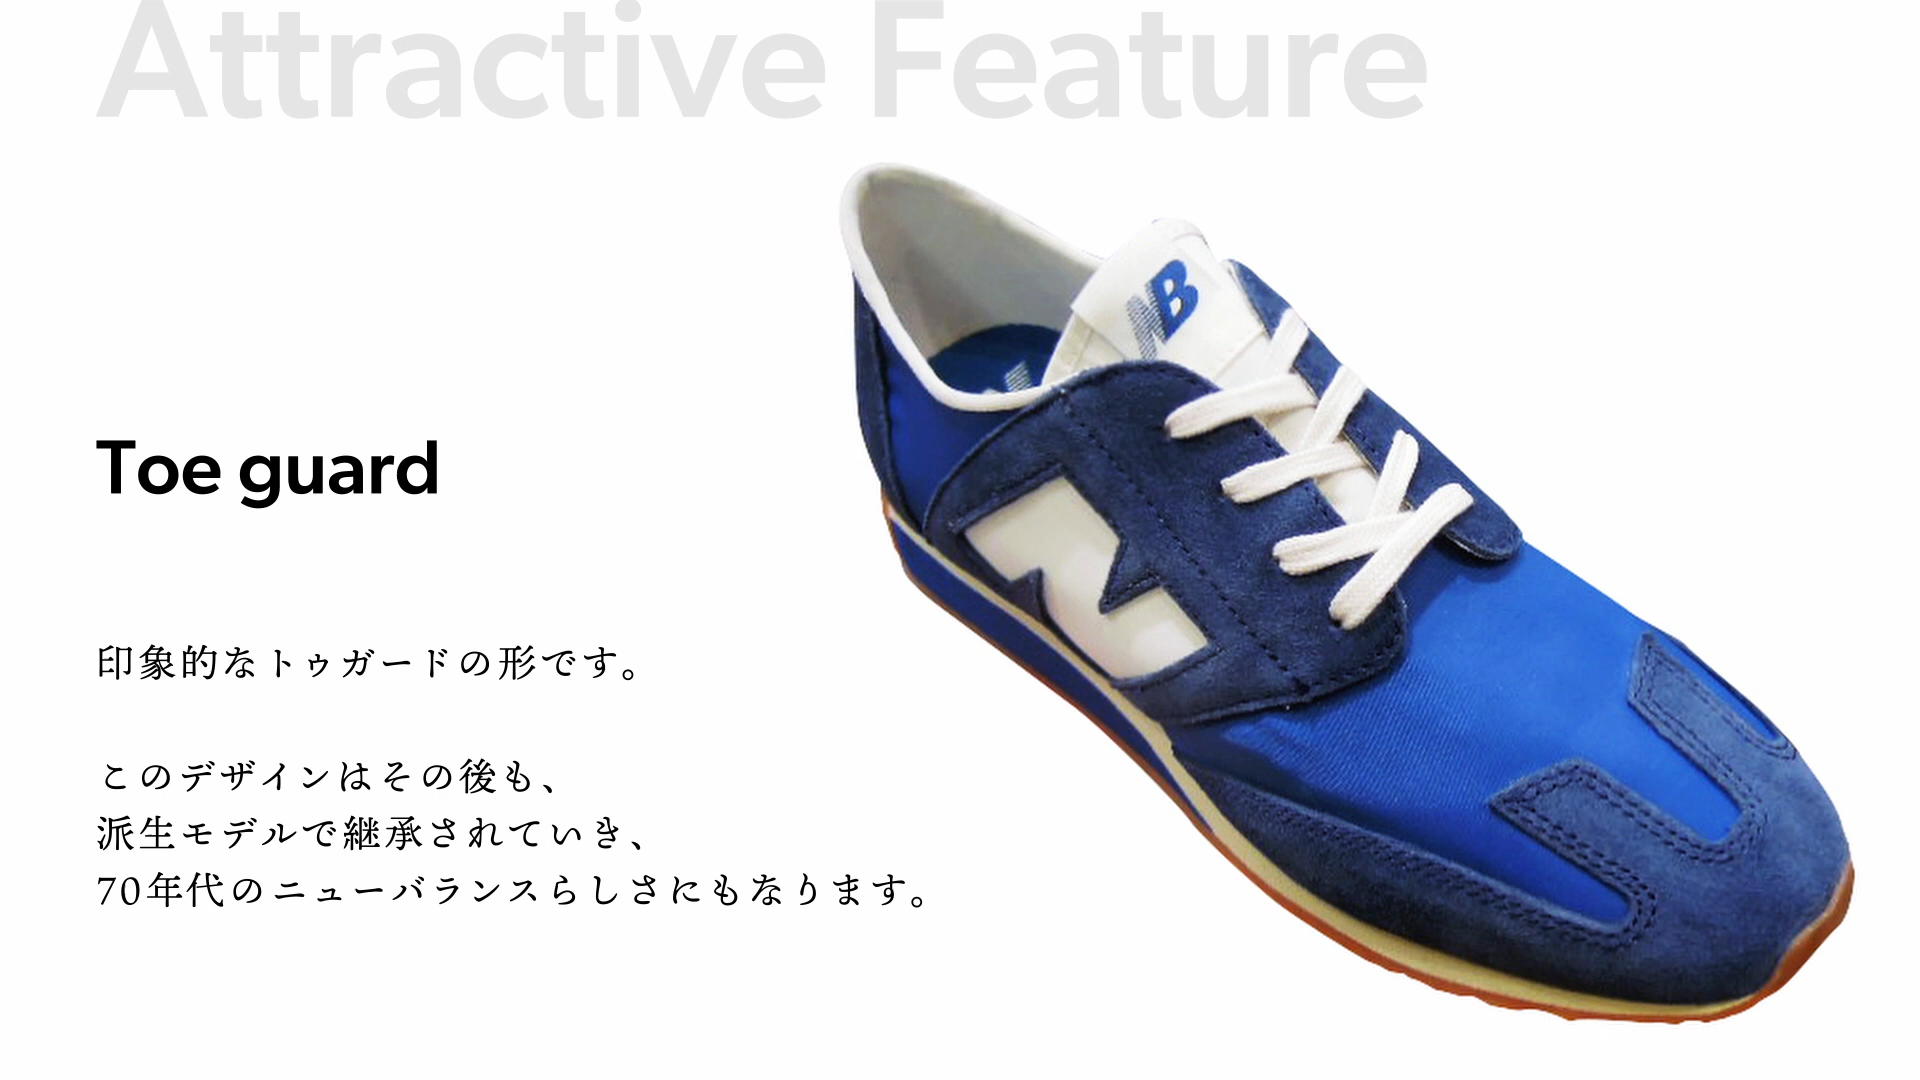 Attractive Feature
NB
N
Toe guard
印象的なトゥガードの形です。
このデザインはその後も、
派生モデルで継承されていき、
70年代のニューバランスらしさにもなります。